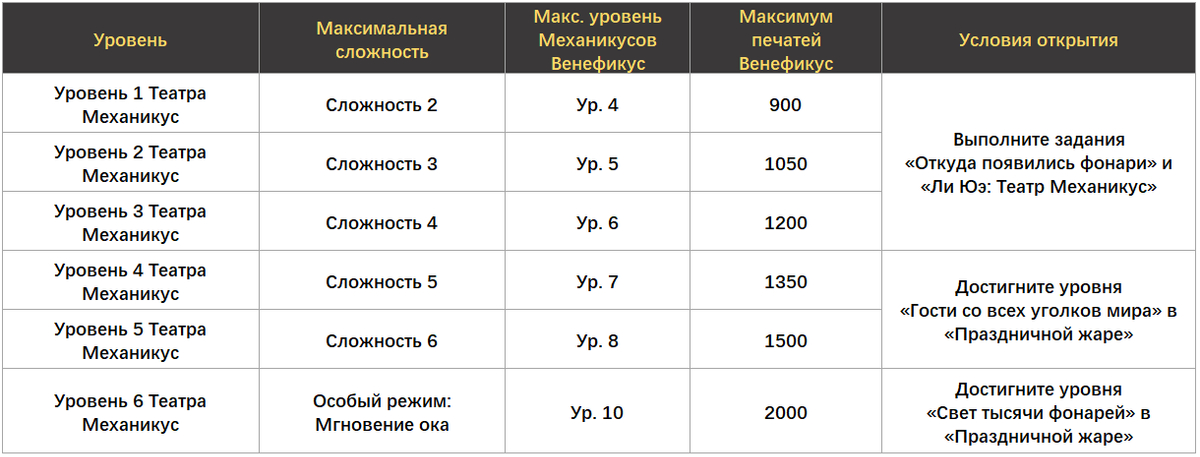 Уровень
Максимальная
сложность
Макс. уровень
Механикусов
Венефикус
Максимум
печатей
Венефикус
Условия открытия
Уровень 1 Театра
Механикус
Сложность 2
Ур. 4
900
Выполните задания
«Откуда появились фонари» и
«Ли Юэ: Театр Механикус»
Уровень 2 Театра
Механикус
Сложность 3
Ур. 5
1050
Уровень 3 Театра
Механикус
Сложность 4
Ур. 6
1200
Уровень 4 Театра
Механикус
Сложность 5
Ур. 7
1350
Достигните уровня
«Гости со всех уголков мира» в
«Праздничной жаре»
Уровень 5 Театра
Механикус
Сложность 6
Ур. 8
1500
Уровень 6 Театра
Механикус
Особый режим:
Мгновение ока
Ур. 10
2000
Достигните уровня
«Свет тысячи фонарей» в
«Праздничной жаре»